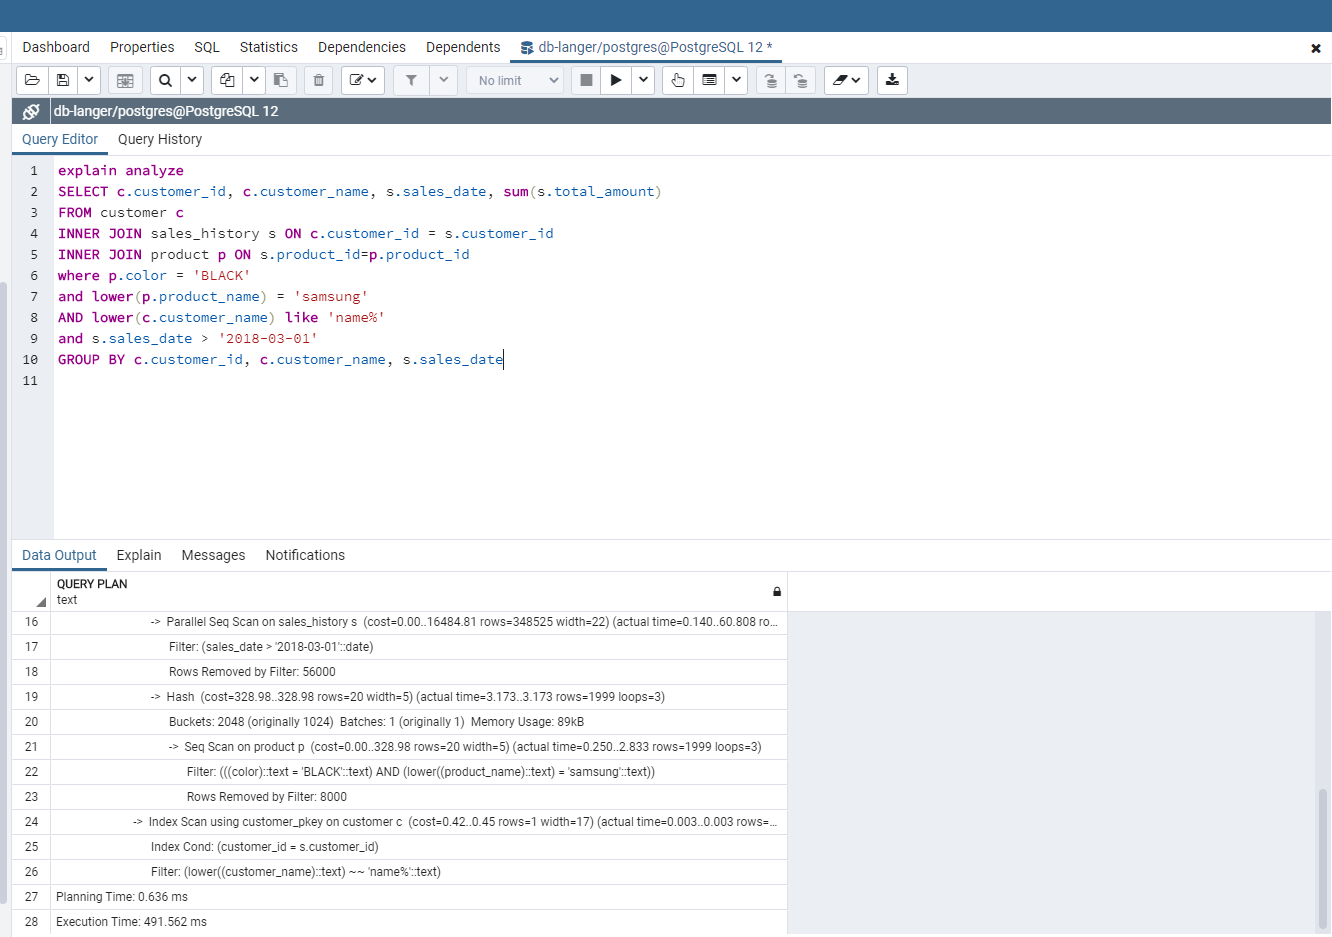 Dashboard Properties SQL Statistics Dependencies Dependents db-langer/postgres@PostgreSQL 12 *
No limit
db-langer/postgres@PostgreSQL 12
Query Editor Query History
1 explain analyze
2 SELECT c.customer_id, c.customer_name, s.sales_date, sum(s.total_amount)
3 FROM customer c
4 INNER JOIN sales_history s ON c.customer_id = s.customer_id
5 INNER JOIN product p ON s.product_id=p.product_id
6 where p.color = 'BLACK'
7 and lower(p.product_name) = 'samsung'
8 AND lower(c.customer_name) like 'name%'
9 and s.sales_date > '2018-03-01'
10 GROUP BY c.customer_id, c.customer_name, s.sales_date
11
Data Output Explain Messages Notifications
QUERY PLAN
text
16 -> Parallel Seq Scan on sales_history s (cost=0.00..16484.81 rows=348525 width=22) (actual time=0.140..60.808 ro...
17 Filter: (sales_date > '2018-03-01'::date)
18 Rows Removed by Filter: 56000
19 -> Hash (cost=328.98..328.98 rows=20 width=5) (actual time=3.173..3.173 rows=1999 loops=3)
20 Buckets: 2048 (originally 1024) Batches: 1 (originally 1) Memory Usage: 89kB
21 -> Seq Scan on product p (cost=0.00..328.98 rows=20 width=5) (actual time=0.250..2.833 rows=1999 loops=3)
22 Filter: (((color)::text = 'BLACK'::text) AND (lower((product_name)::text) = 'samsung'::text))
23 Rows Removed by Filter: 8000
24 -> Index Scan using customer_pkey on customer c (cost=0.42..0.45 rows=1 width=17) (actual time=0.003..0.003 rows=...
25 Index Cond: (customer_id = s.customer_id)
26 Filter: (lower((customer_name)::text) ~~ 'name%'::text)
27 Planning Time: 0.636 ms
28 Execution Time: 491.562 ms